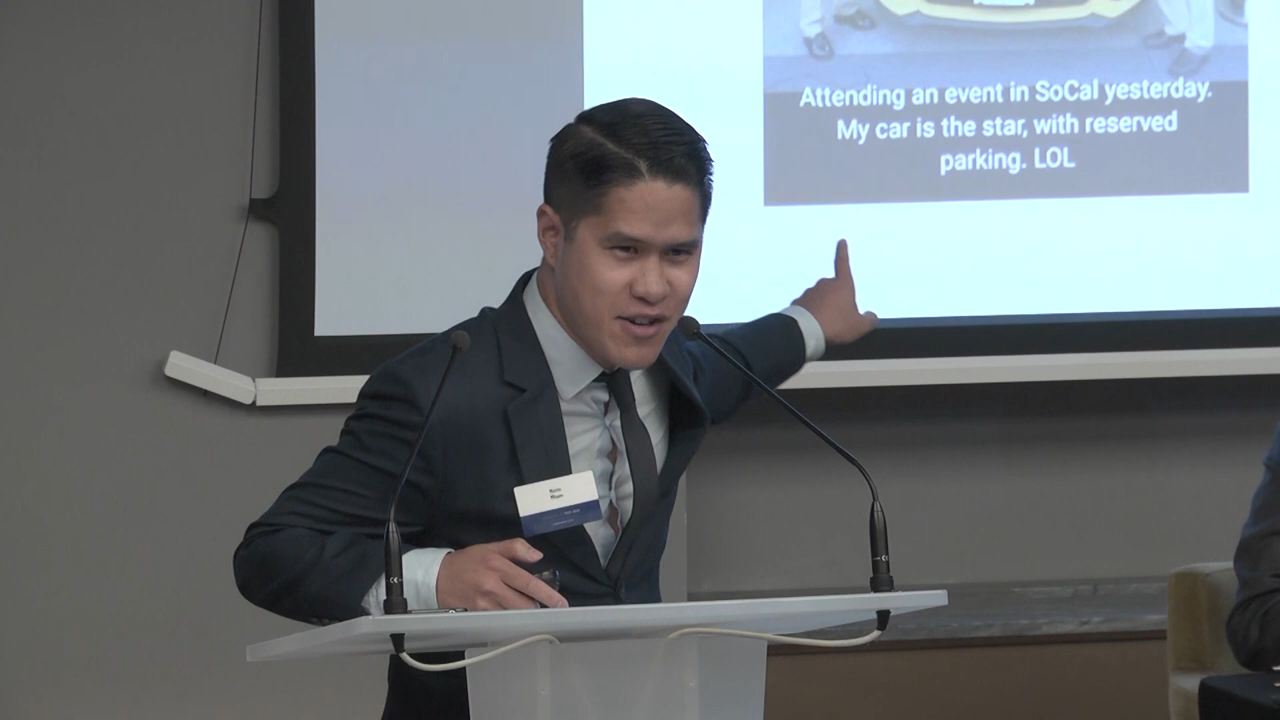 Attending an event in SoCal yesterday.
My car is the star, with reserved
parking. LOL